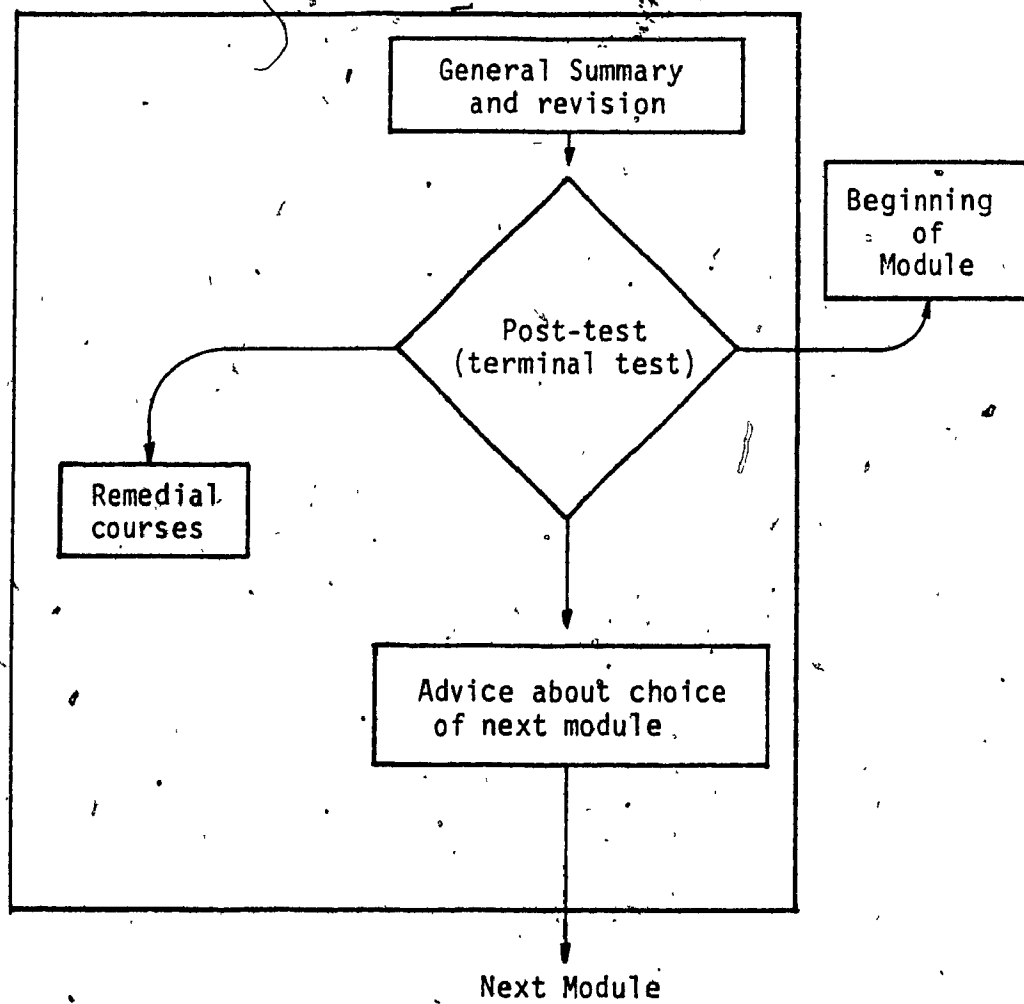 General Summary
and revision
Beginning
of
Module
Post-test
(terminal test)
Remedial
courses
Advice about choice
of next module
Next Module